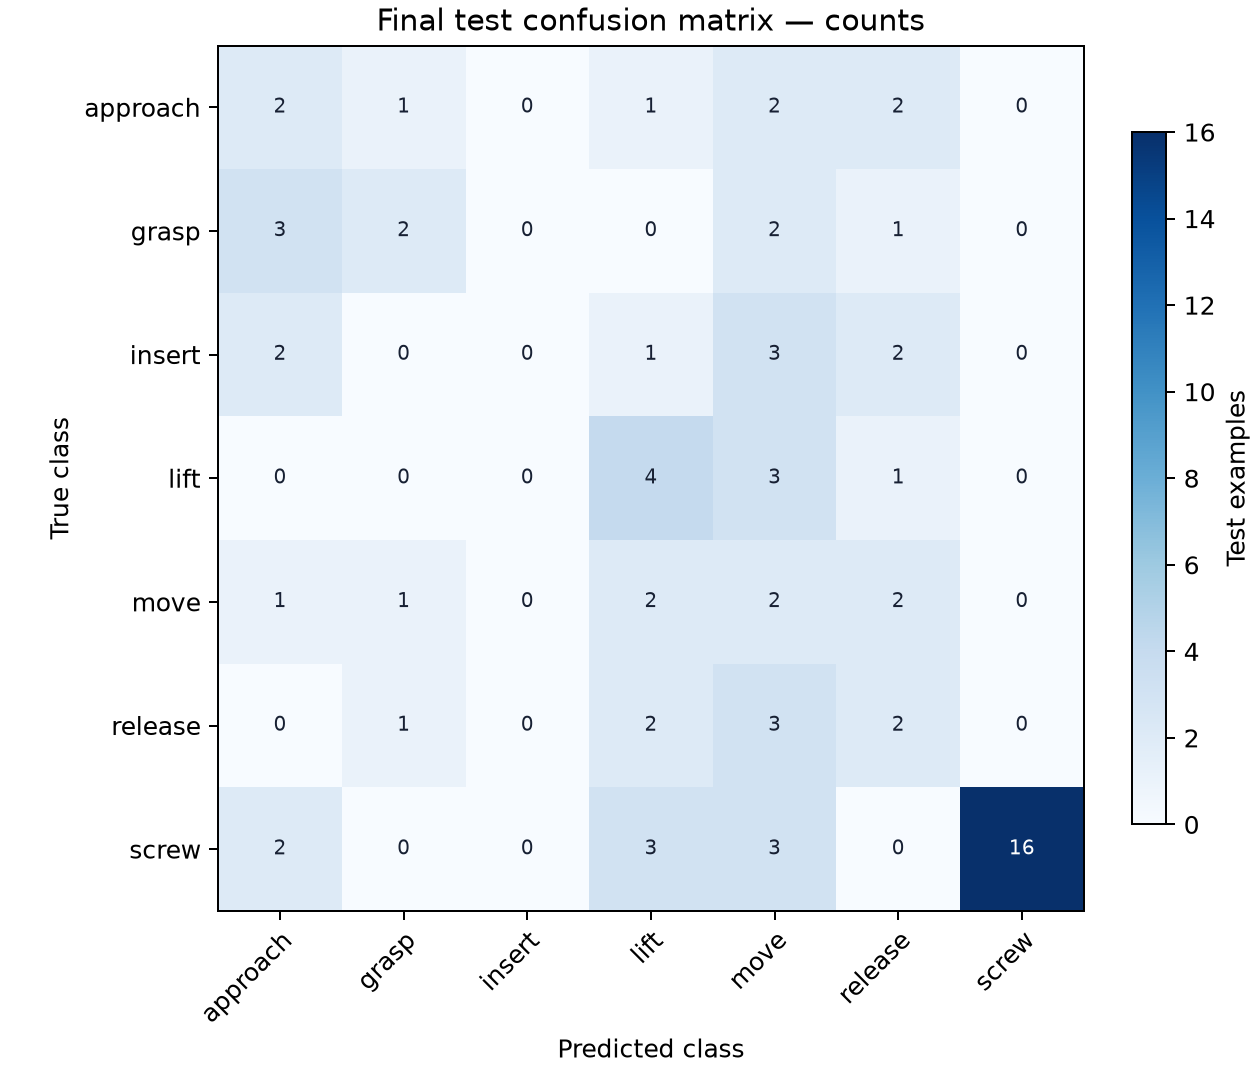 Final test confusion matrix — counts
approach 2 1 0 1 2 2 0
grasp 3 2 0 0 2 1 0
insert 2 0 0 1 3 2 0
lift 0 0 0 4 3 1 0
move 1 1 0 2 2 2 0
release 0 1 0 2 3 2 0
screw 2 0 0 3 3 0 16
True class
approach grasp insert lift move release screw
Predicted class
16
14
12
10
8
6
4
2
0
Test examples